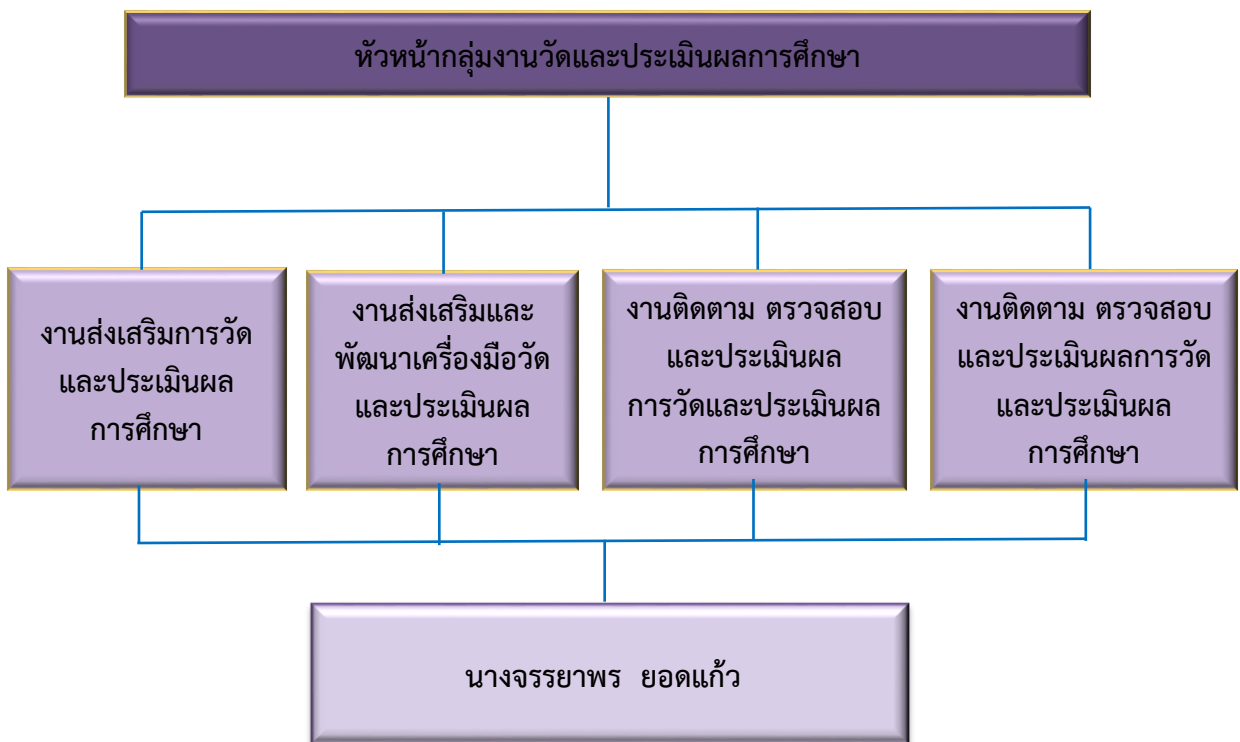 หัวหน้ากลุ่มงานวัดและประเมินผลการศึกษา
งานส่งเสริมการวัด
และประเมินผล
การศึกษา
งานส่งเสริมและ
พัฒนาเครื่องมือวัด
และประเมินผล
การศึกษา
งานติดตาม ตรวจสอบ
และประเมินผล
การวัดและประเมินผล
การศึกษา
งานติดตาม ตรวจสอบ
และประเมินผลการวัด
และประเมินผล
การศึกษา
นางจรรยาพร ยอดแก้ว